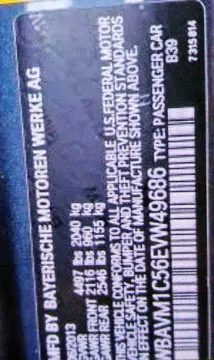 MFD BY BAYERISCHE MOTOREN WERKE AG
06/2013
GVWR 4497 lbs 2040 kg
GAWR FRONT 2116 lbs 960 kg
GAWR REAR 2546 lbs 1155 kg
THIS VEHICLE CONFORMS TO ALL APPLICABLE U.S. FEDERAL MOTOR
VEHICLE SAFETY, BUMPER, AND THEFT PREVENTION STANDARDS
IN EFFECT ON THE DATE OF MANUFACTURE SHOWN ABOVE.
WBAVM1C56EVW49686 TYPE: PASSENGER CAR
B39
7315814